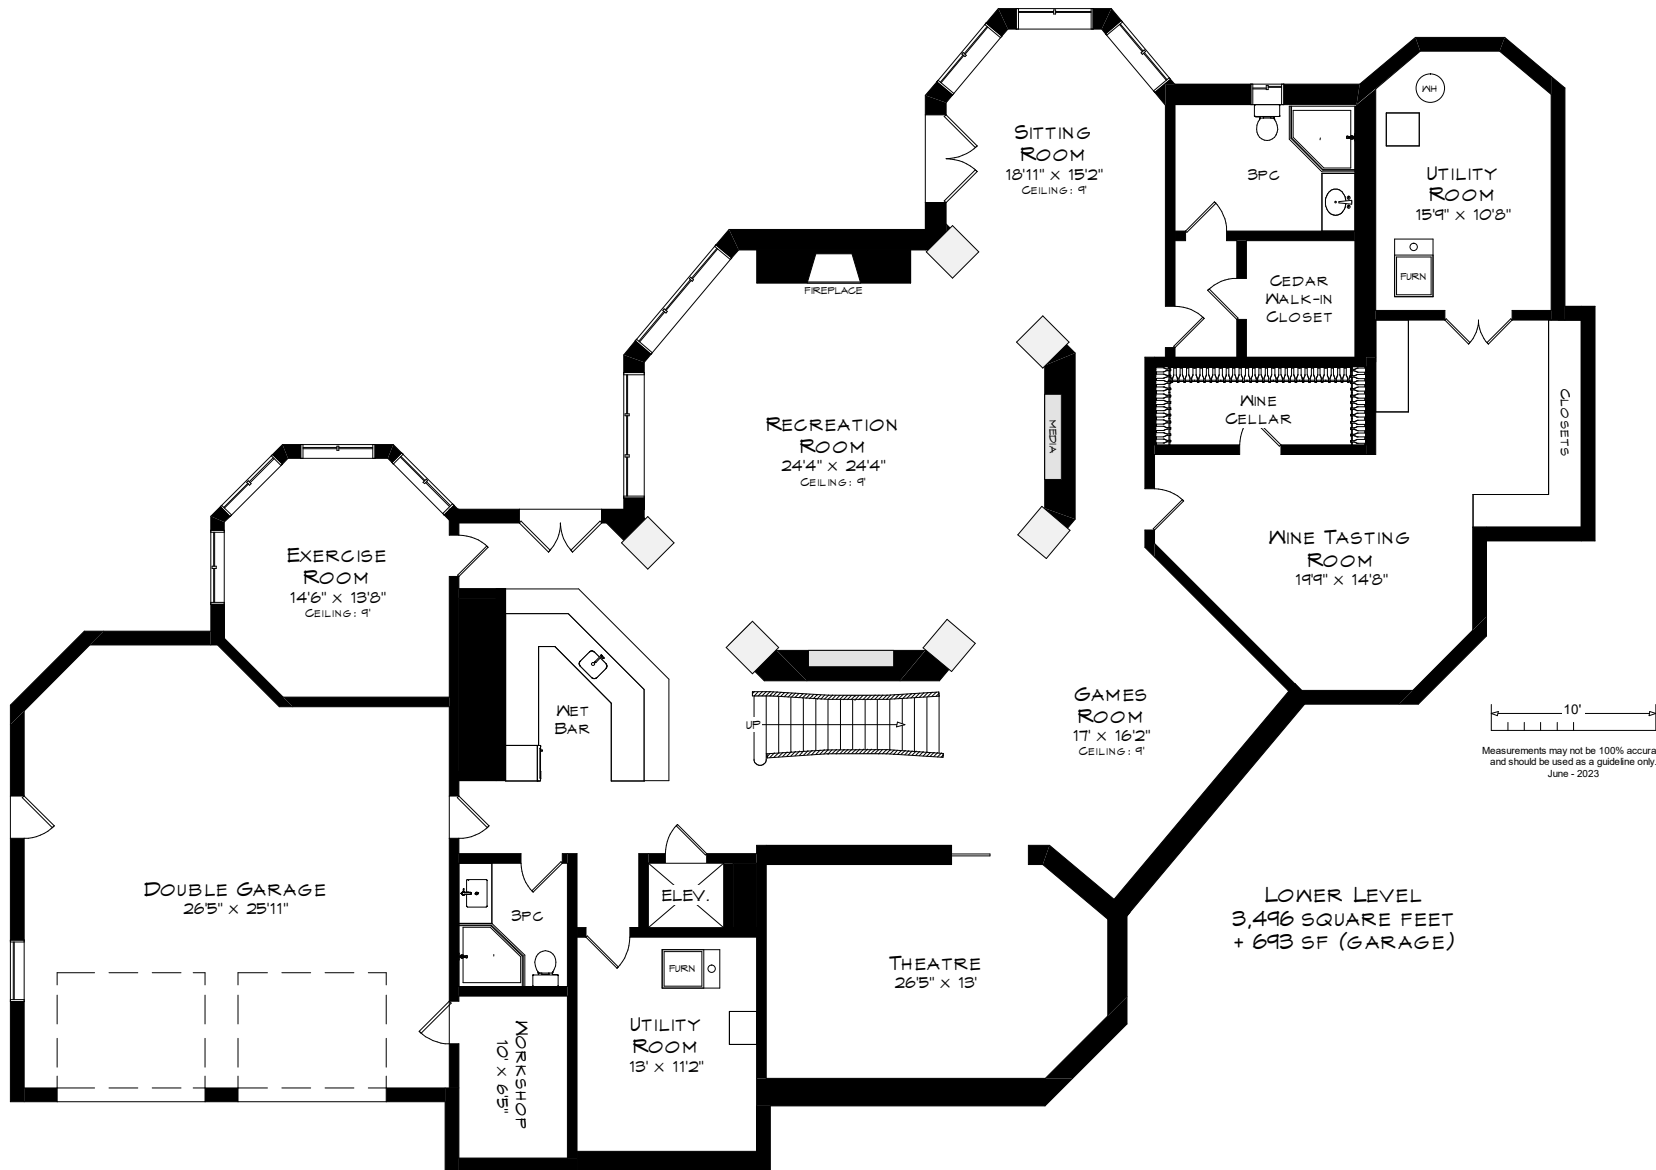 SITTING
ROOM
18'11" X 15'2"
CEILING: 9'
3PC
WH
UTILITY
ROOM
15'9" X 10'8"
FURN
CEDAR
WALK-IN
CLOSET
FIREPLACE
WINE
CELLAR
CLOSETS
RECREATION
ROOM
24'4" X 24'4"
CEILING: 9'
MEDIA
WINE TASTING
ROOM
19'9" X 14'8"
EXERCISE
ROOM
14'6" X 13'8"
CEILING: 9'
WET
BAR
UP
GAMES
ROOM
17' X 16'2"
CEILING: 9'
10'
Measurements may not be 100% accura
and should be used as a guideline only.
June - 2023
DOUBLE GARAGE
26'5" X 25'11"
3PC
ELEV.
LOWER LEVEL
3,496 SQUARE FEET
+ 693 SF (GARAGE)
THEATRE
26'5" X 13'
FURN
UTILITY
ROOM
13' X 11'2"
WORKSHOP
10' X 6'5"